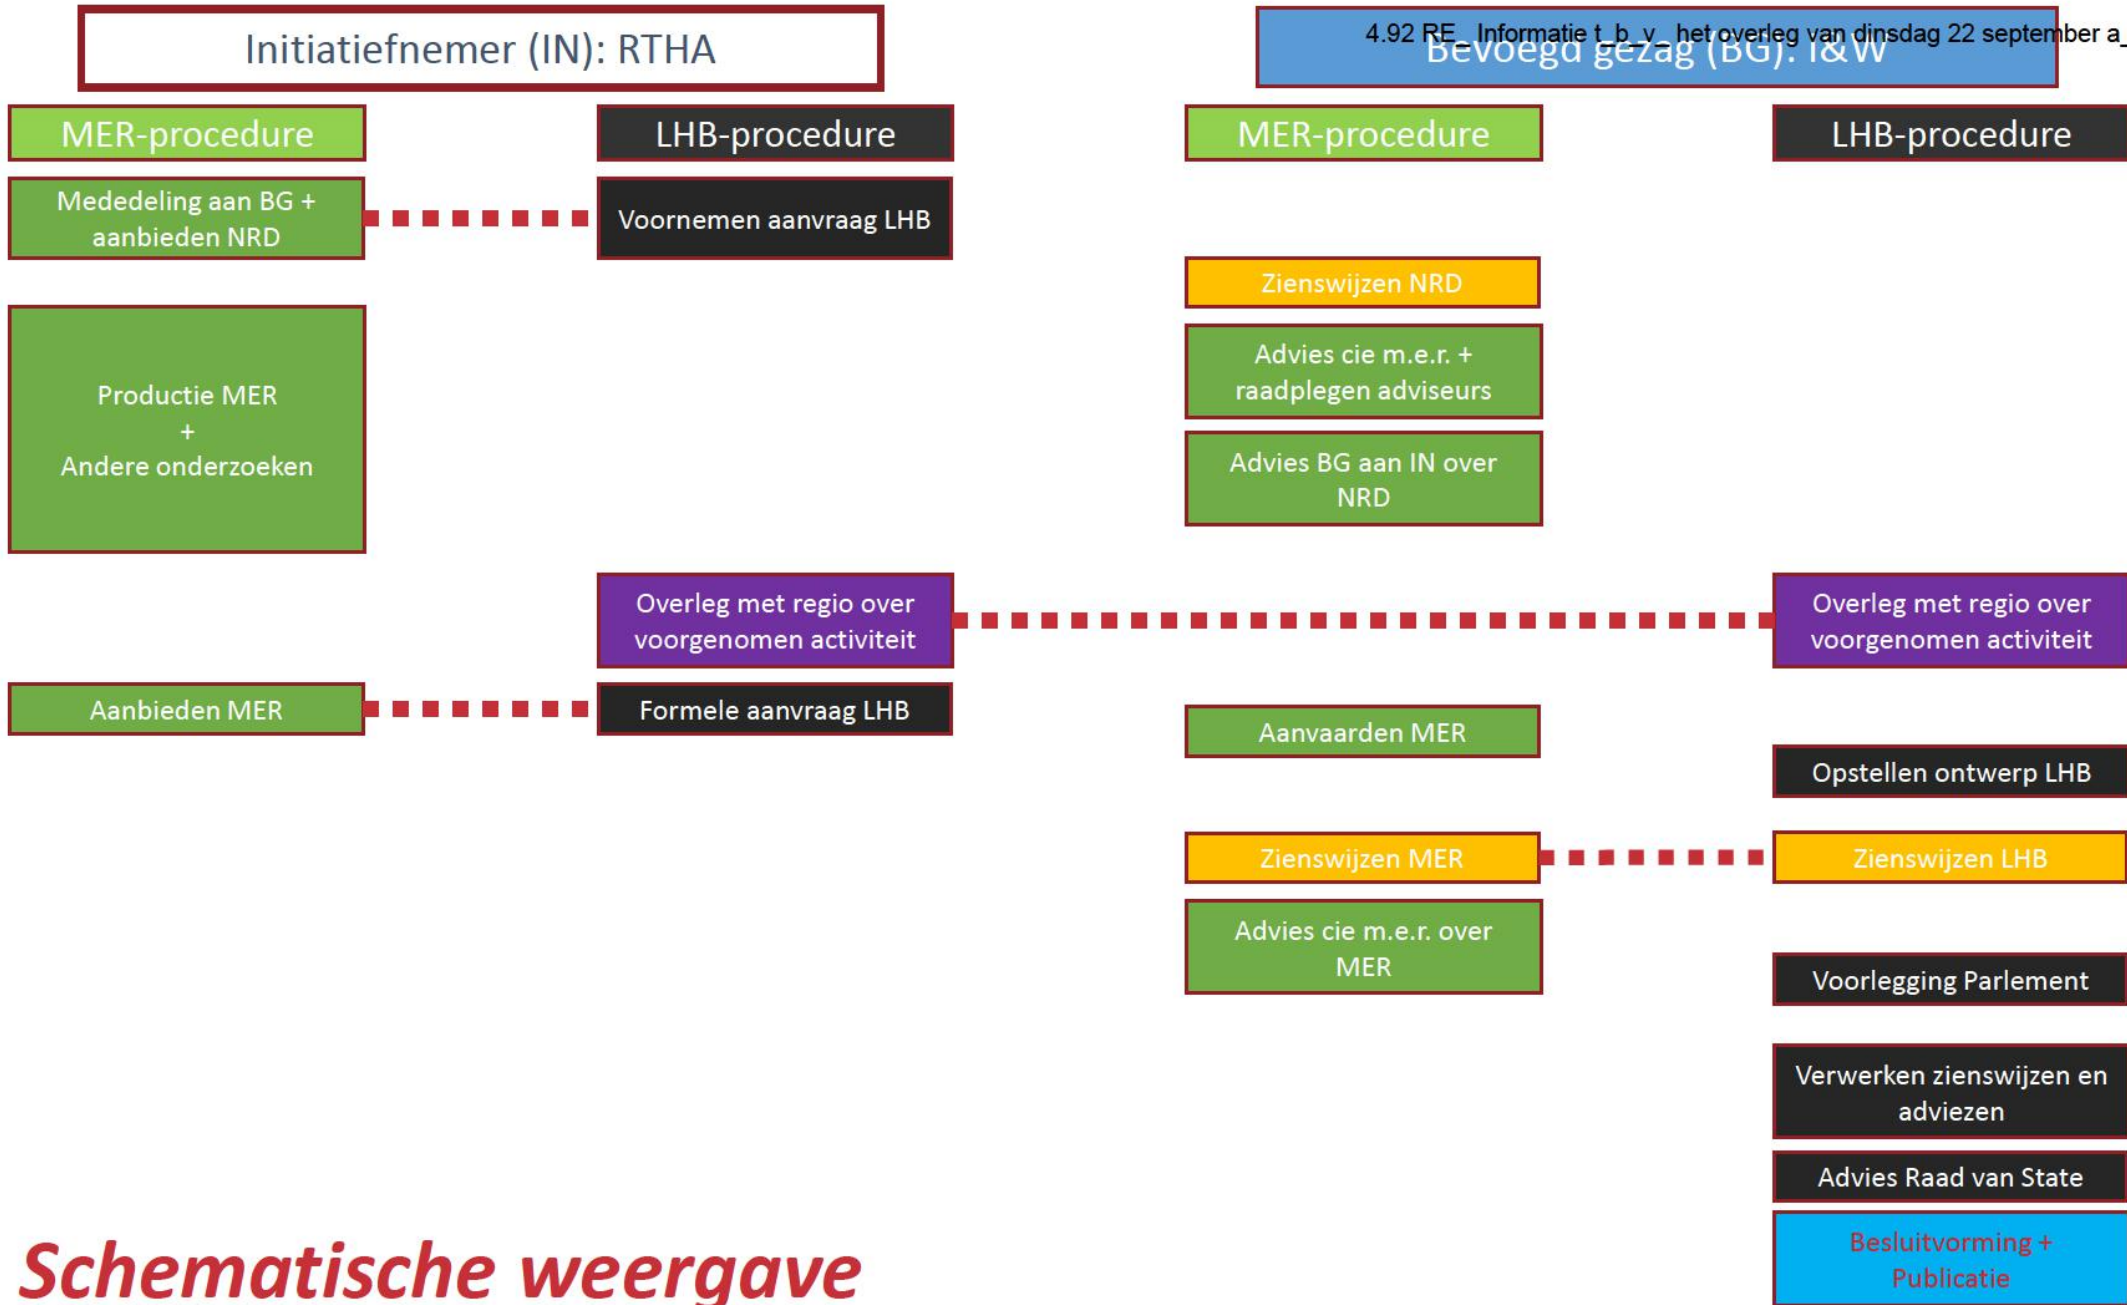 4.92 RE_ Informatie t_b_v_ het overleg van dinsdag 22 september a_
Initiatiefnemer (IN): RTHA
Bevoegd gezag (BG): I&W
MER-procedure
LHB-procedure
MER-procedure
LHB-procedure
Mededeling aan BG +
aanbieden NRD
Voornemen aanvraag LHB
Zienswijzen NRD
Productie MER
+
Andere onderzoeken
Advies cie m.e.r. +
raadplegen adviseurs
Advies BG aan IN over
NRD
Overleg met regio over
voorgenomen activiteit
Overleg met regio over
voorgenomen activiteit
Aanbieden MER
Formele aanvraag LHB
Aanvaarden MER
Opstellen ontwerp LHB
Zienswijzen MER
Zienswijzen LHB
Advies cie m.e.r. over
MER
Voorlegging Parlement
Verwerken zienswijzen en
adviezen
Advies Raad van State
Besluitvorming +
Publicatie
Schematische weergave